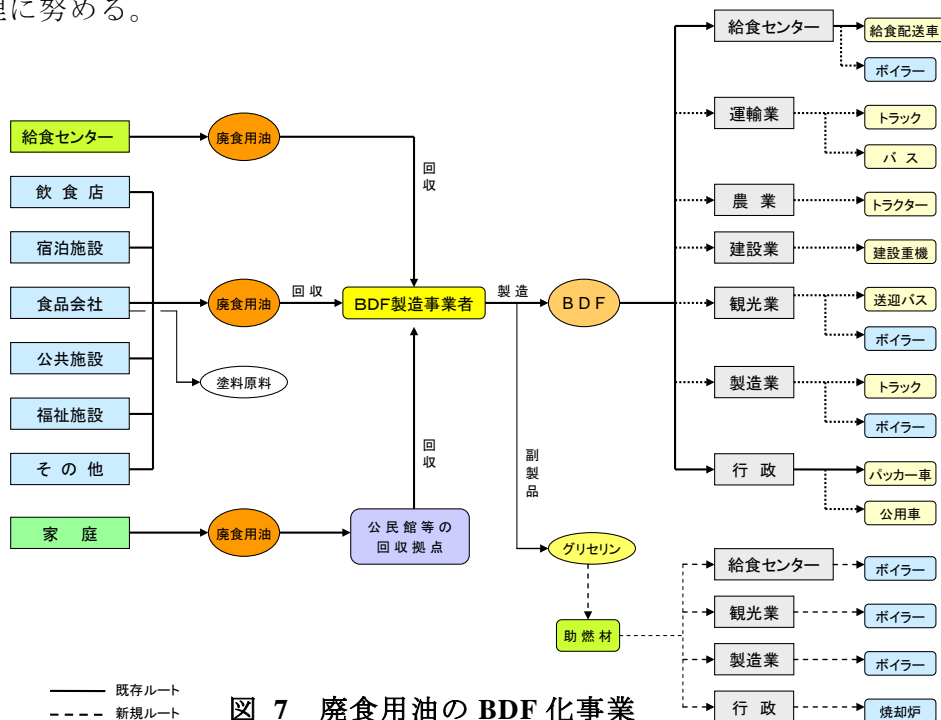 理に努める。
給食センター
廃食用油
回収
飲食店
宿泊施設
食品会社
公共施設
福祉施設
その他
廃食用油
回収
塗料原料
家庭
廃食用油
公民館等の
回収拠点
回収
BDF製造事業者
製造
BDF
副製品
グリセリン
助燃材
給食センター
給食配送車
ボイラー
運輸業
トラック
バス
農業
トラクター
建設業
建設重機
観光業
送迎バス
ボイラー
製造業
トラック
ボイラー
行政
パッカー車
公用車
給食センター
ボイラー
観光業
ボイラー
製造業
ボイラー
行政
焼却炉
既存ルート
新規ルート
図 7 廃食用油の BDF 化事業